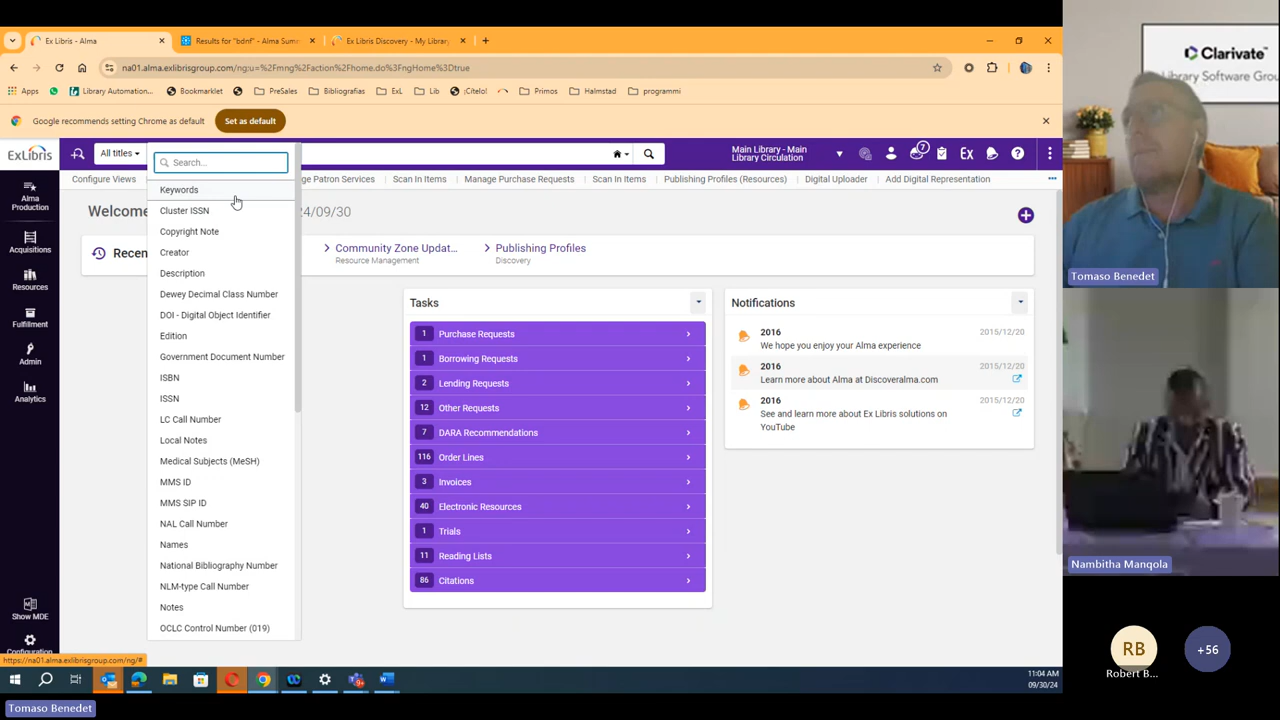 Ex Libris - Alma
Results for "bdnf" - Alma Sum
Ex Libris Discovery - My Library
na01.alma.exlibrisgroup.com/ng:u=%2Fmng%2Faction%2Fhome.do%3FngHome%3Dtrue
Apps
Library Automation...
Bookmarklet
PreSales
Bibliografias
ExL
Lib
¡Cítelo!
Primos
Halmstad
programmi
Google recommends setting Chrome as default
Set as default
ExLibris
All titles
Search...
Main Library - Main
Library Circulation
7
Ex
Configure Views
ge Patron Services
Scan In Items
Manage Purchase Requests
Scan In Items
Publishing Profiles (Resources)
Digital Uploader
Add Digital Representation
Alma
Production
Acquisitions
Resources
Fulfillment
Admin
Analytics
Show MDE
Configuration
Welcome
24/09/30
Recen
Community Zone Updat...
Resource Management
Publishing Profiles
Discovery
Keywords
Cluster ISSN
Copyright Note
Creator
Description
Dewey Decimal Class Number
DOI - Digital Object Identifier
Edition
Government Document Number
ISBN
ISSN
LC Call Number
Local Notes
Medical Subjects (MeSH)
MMS ID
MMS SIP ID
NAL Call Number
Names
National Bibliography Number
NLM-type Call Number
Notes
OCLC Control Number (019)
Tasks
1 Purchase Requests
1 Borrowing Requests
2 Lending Requests
12 Other Requests
7 DARA Recommendations
116 Order Lines
3 Invoices
40 Electronic Resources
1 Trials
11 Reading Lists
86 Citations
Notifications
2016 2015/12/20
We hope you enjoy your Alma experience
2016 2015/12/20
Learn more about Alma at Discoveralma.com
2016 2015/12/20
See and learn more about Ex Libris solutions on
YouTube
https://na01.alma.exlibrisgroup.com/ng/#
11:04 AM
09/30/24
Tomaso Benedet
Clarivate™
Library Software Grou
Tomaso Benedet
Nambitha Manqola
RB
Robert B...
+56